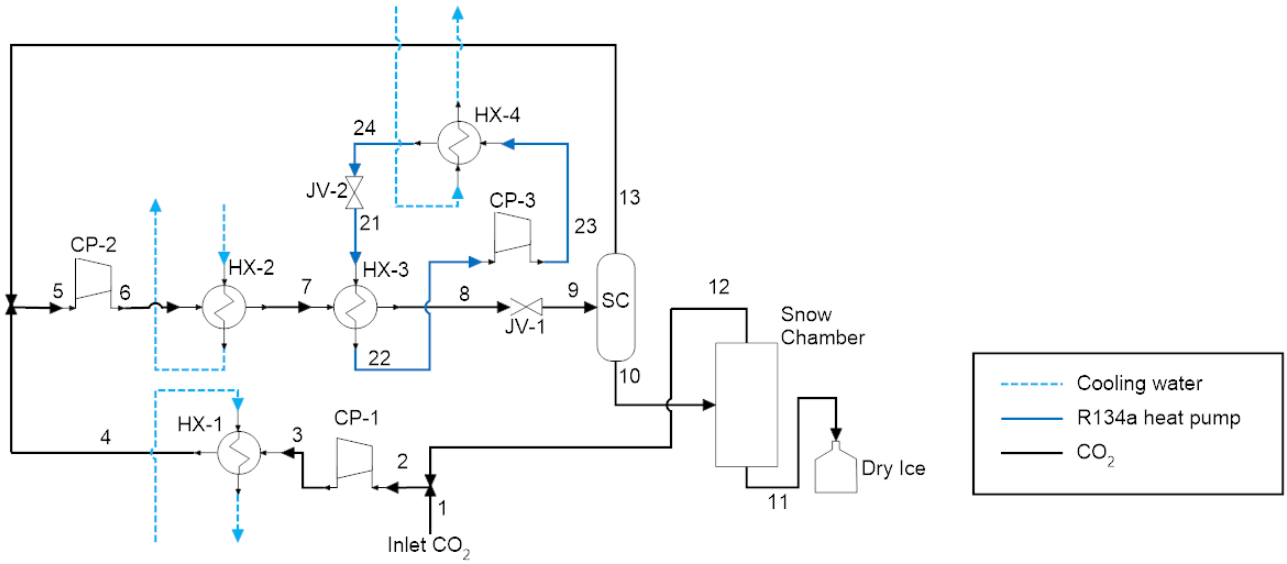 HX-4
24
JV-2
CP-3
13
21
23
CP-2
HX-2
HX-3
12
5
6
7
8
9
SC
JV-1
Snow
Chamber
22
10
Cooling water
R134a heat pump
CO₂
HX-1
CP-1
4
3
2
1
11
Dry Ice
Inlet CO₂